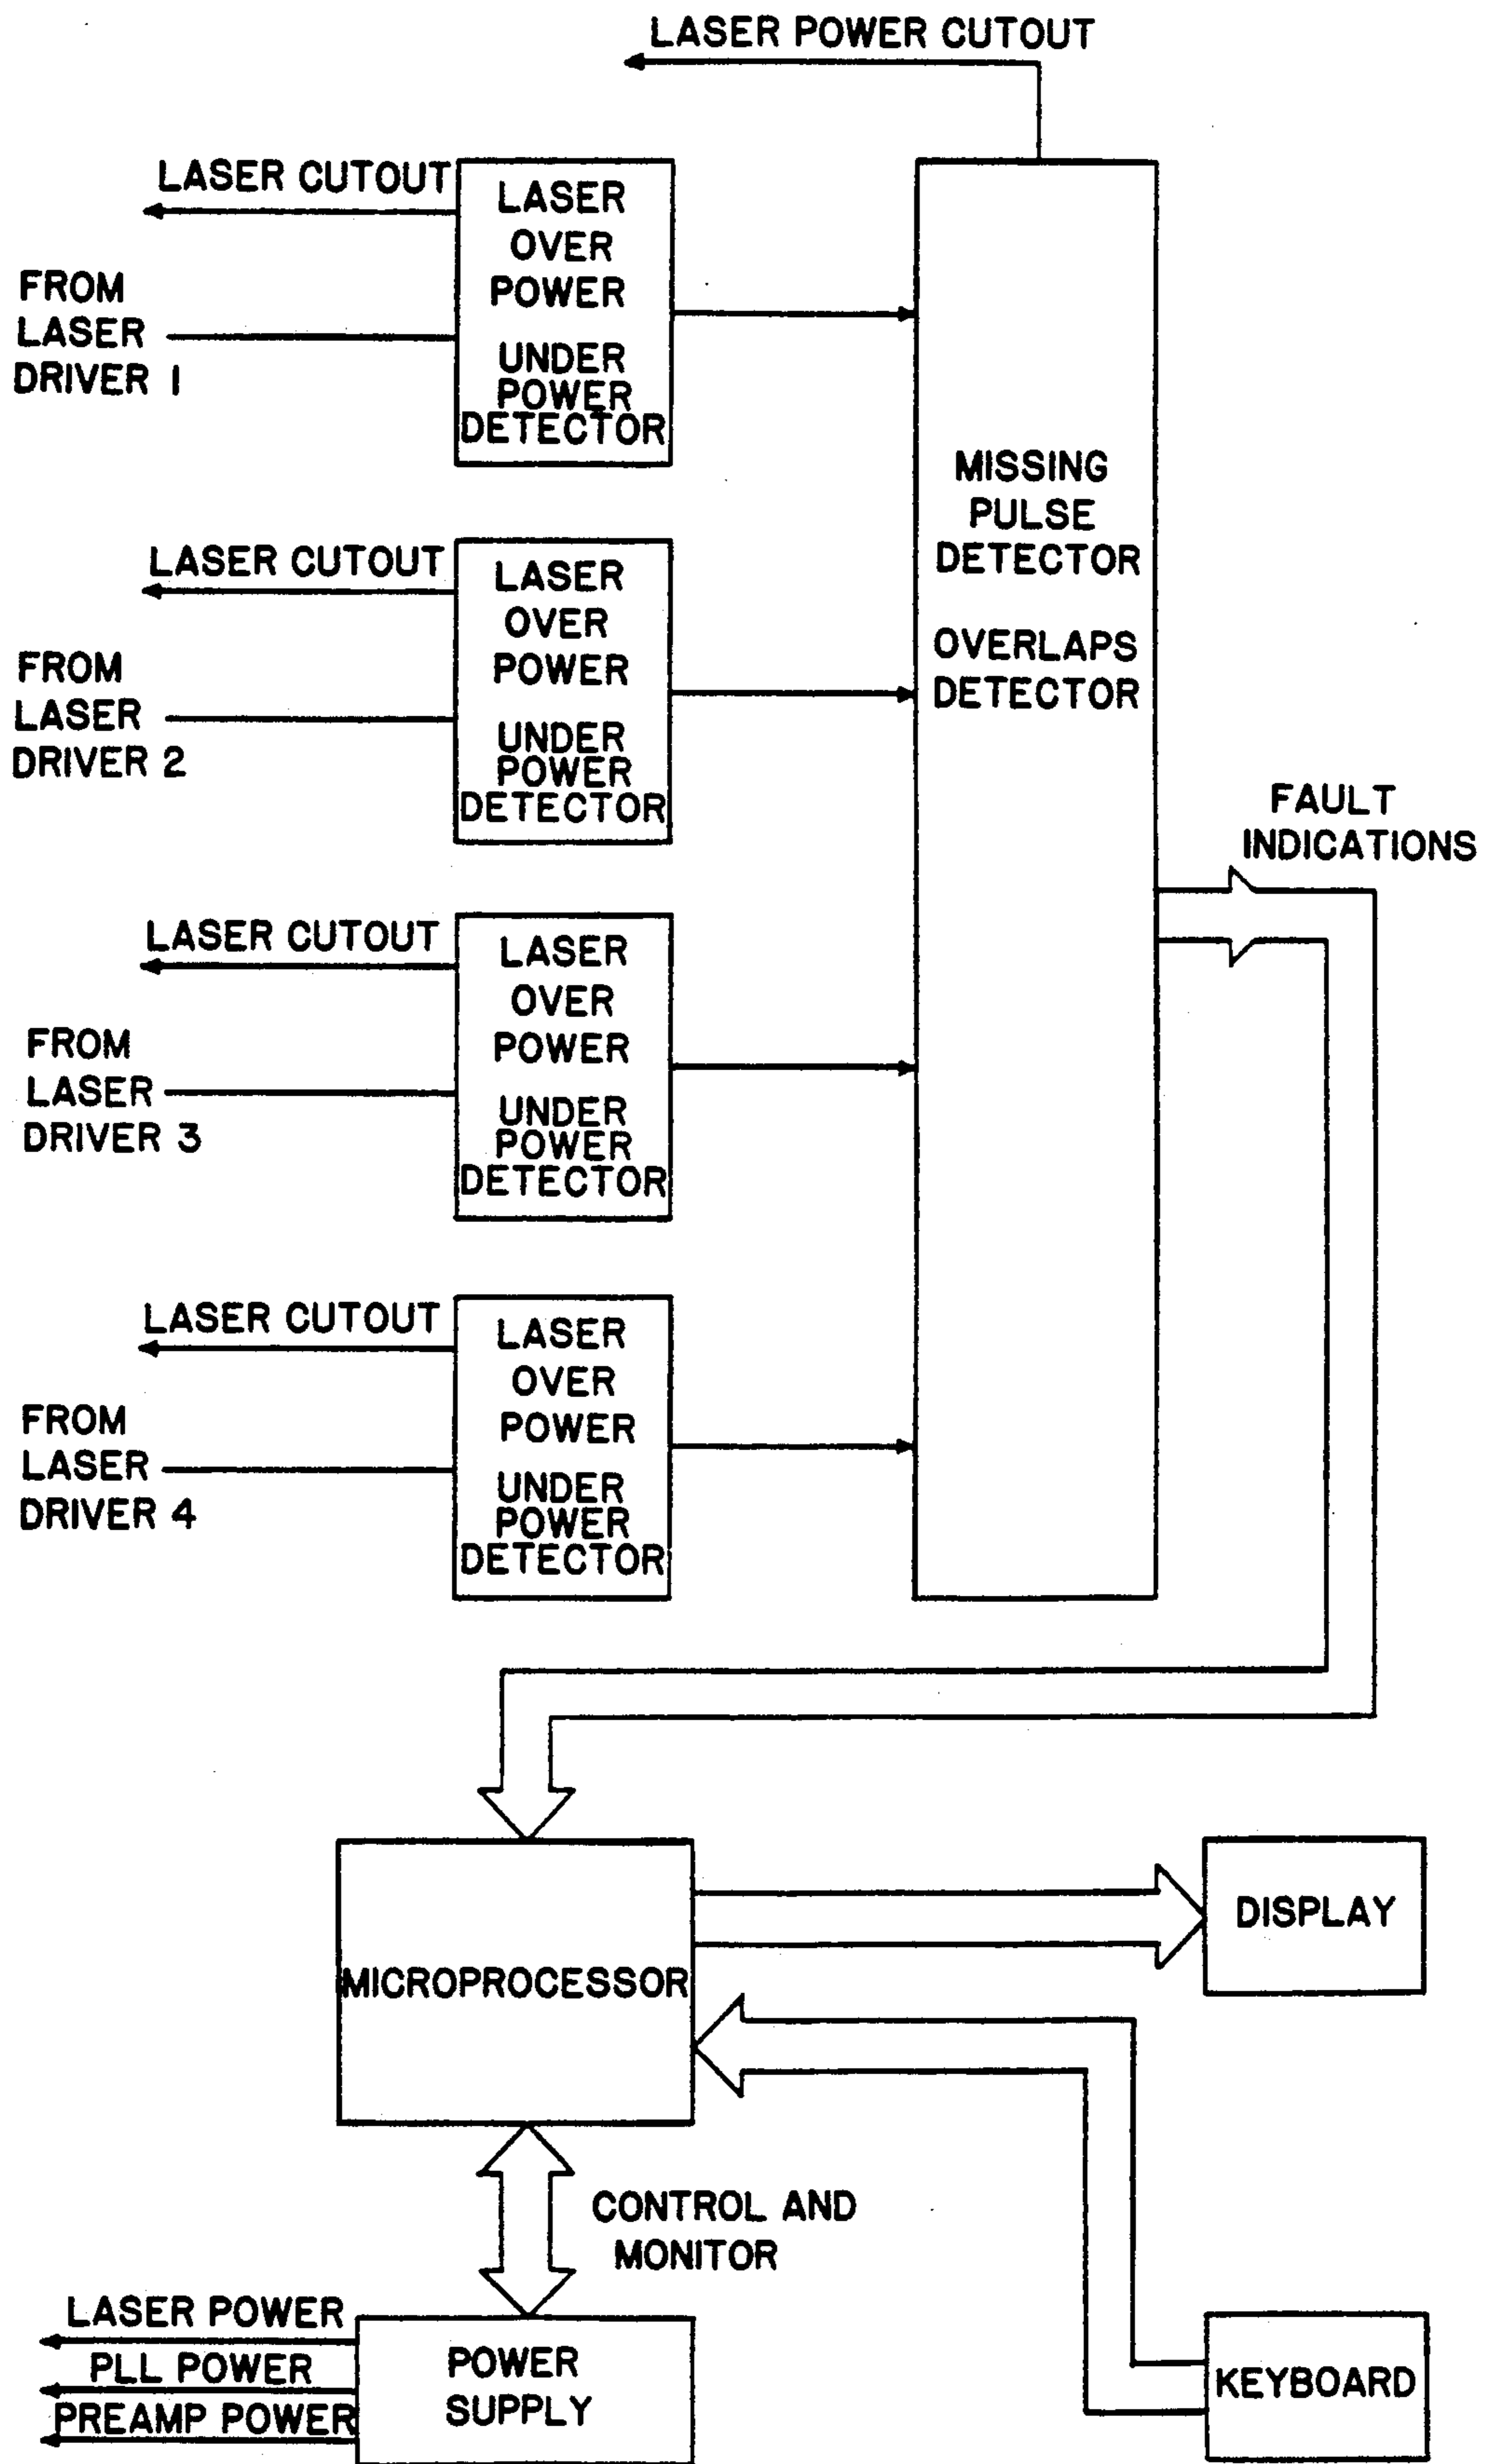 LASER POWER CUTOUT
LASER CUTOUT
FROM
LASER
DRIVER 1
LASER
OVER
POWER
UNDER
POWER
DETECTOR
LASER CUTOUT
FROM
LASER
DRIVER 2
LASER
OVER
POWER
UNDER
POWER
DETECTOR
LASER CUTOUT
FROM
LASER
DRIVER 3
LASER
OVER
POWER
UNDER
POWER
DETECTOR
LASER CUTOUT
FROM
LASER
DRIVER 4
LASER
OVER
POWER
UNDER
POWER
DETECTOR
MISSING
PULSE
DETECTOR
OVERLAPS
DETECTOR
FAULT
INDICATIONS
MICROPROCESSOR
DISPLAY
CONTROL AND
MONITOR
LASER POWER
PLL POWER
PREAMP POWER
POWER
SUPPLY
KEYBOARD